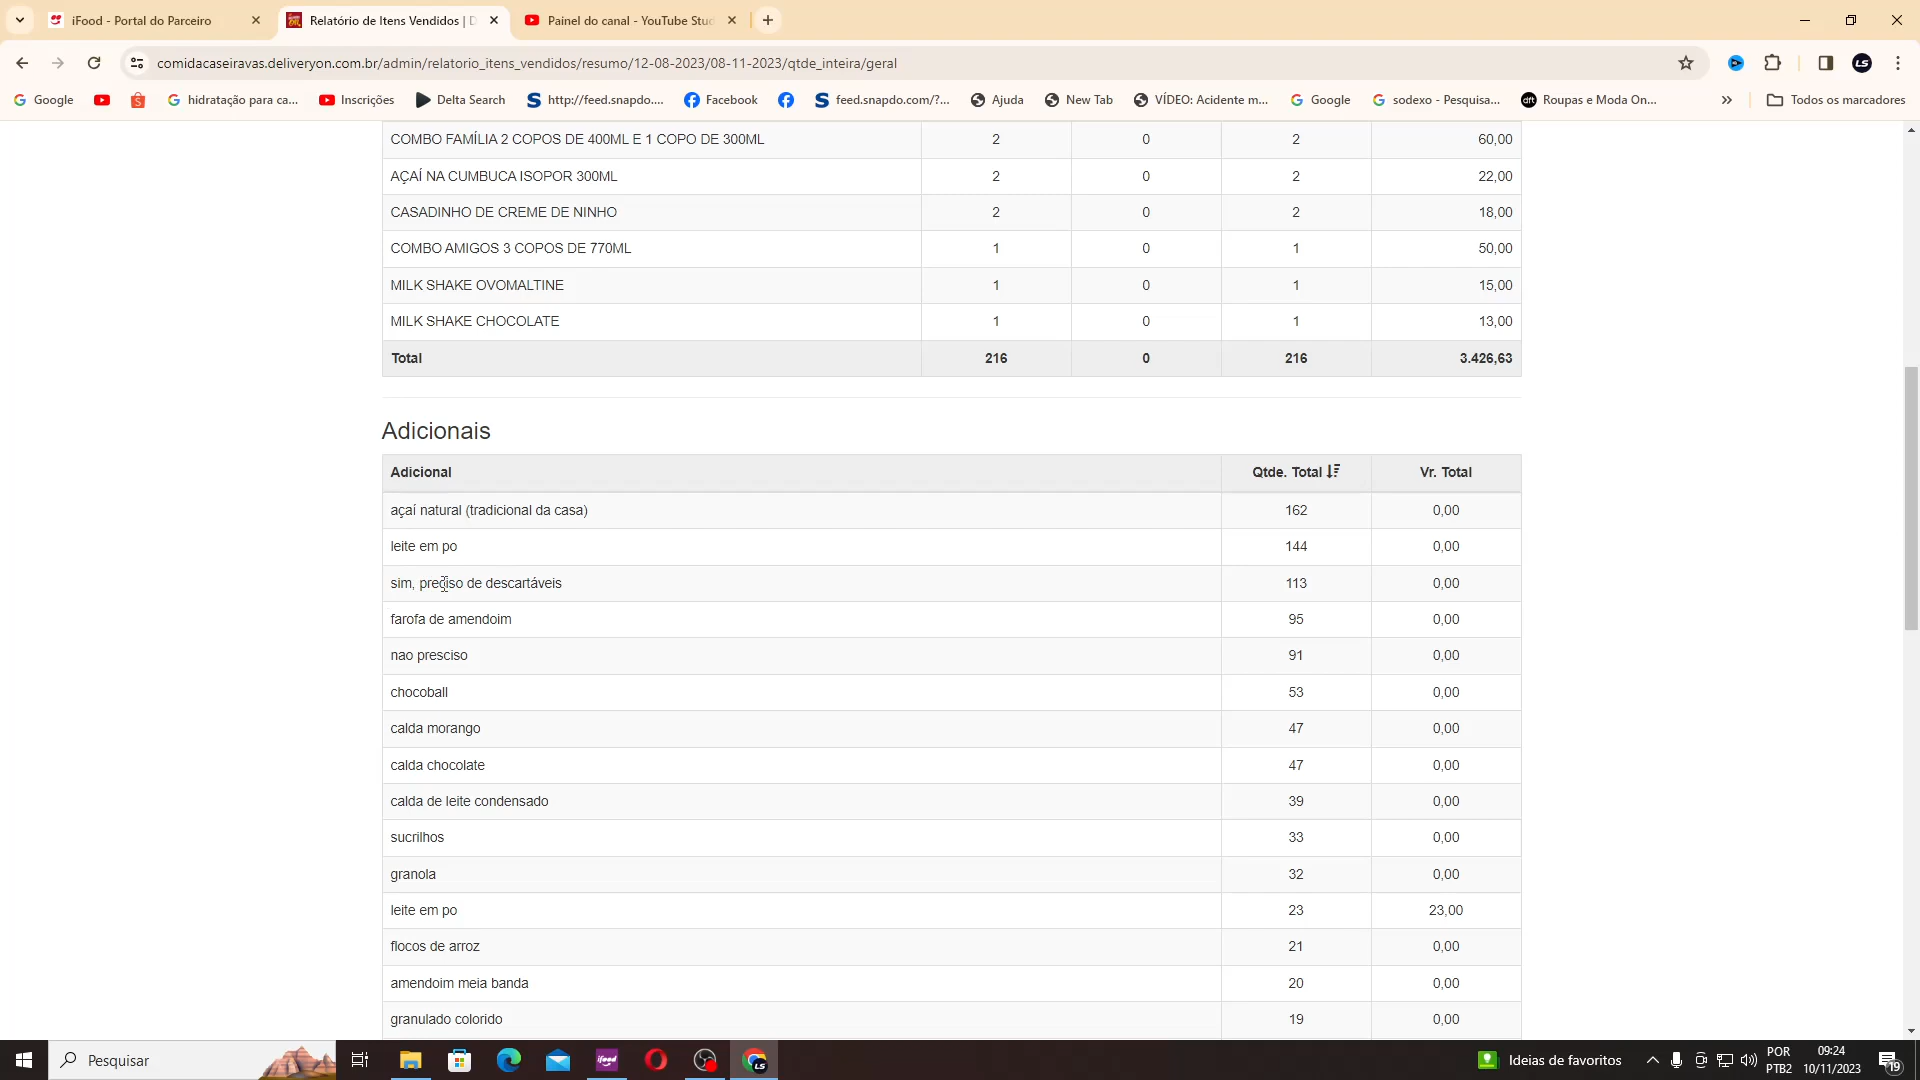 iFood - Portal do Parceiro
Relatório de Itens Vendidos | D
Painel do canal - YouTube Stud
comidacaseiravas.deliveryon.com.br/admin/relatorio_itens_vendidos/resumo/12-08-2023/08-11-2023/qtde_inteira/geral
LS
Google
hidratação para ca...
Inscrições
Delta Search
http://feed.snapdo....
Facebook
feed.snapdo.com/?...
Ajuda
New Tab
VÍDEO: Acidente m...
Google
sodexo - Pesquisa...
dft
Roupas e Moda On...
»
Todos os marcadores
COMBO FAMÍLIA 2 COPOS DE 400ML E 1 COPO DE 300ML 2 0 2 60,00
AÇAÍ NA CUMBUCA ISOPOR 300ML 2 0 2 22,00
CASADINHO DE CREME DE NINHO 2 0 2 18,00
COMBO AMIGOS 3 COPOS DE 770ML 1 0 1 50,00
MILK SHAKE OVOMALTINE 1 0 1 15,00
MILK SHAKE CHOCOLATE 1 0 1 13,00
Total 216 0 216 3.426,63
Adicionais
Adicional Qtde. Total Vr. Total
açaí natural (tradicional da casa) 162 0,00
leite em po 144 0,00
sim, preciso de descartáveis 113 0,00
farofa de amendoim 95 0,00
nao presciso 91 0,00
chocoball 53 0,00
calda morango 47 0,00
calda chocolate 47 0,00
calda de leite condensado 39 0,00
sucrilhos 33 0,00
granola 32 0,00
leite em po 23 23,00
flocos de arroz 21 0,00
amendoim meia banda 20 0,00
granulado colorido 19 0,00
Pesquisar
ifood
LS
Ideias de favoritos
POR
PTB2
09:24
10/11/2023
19